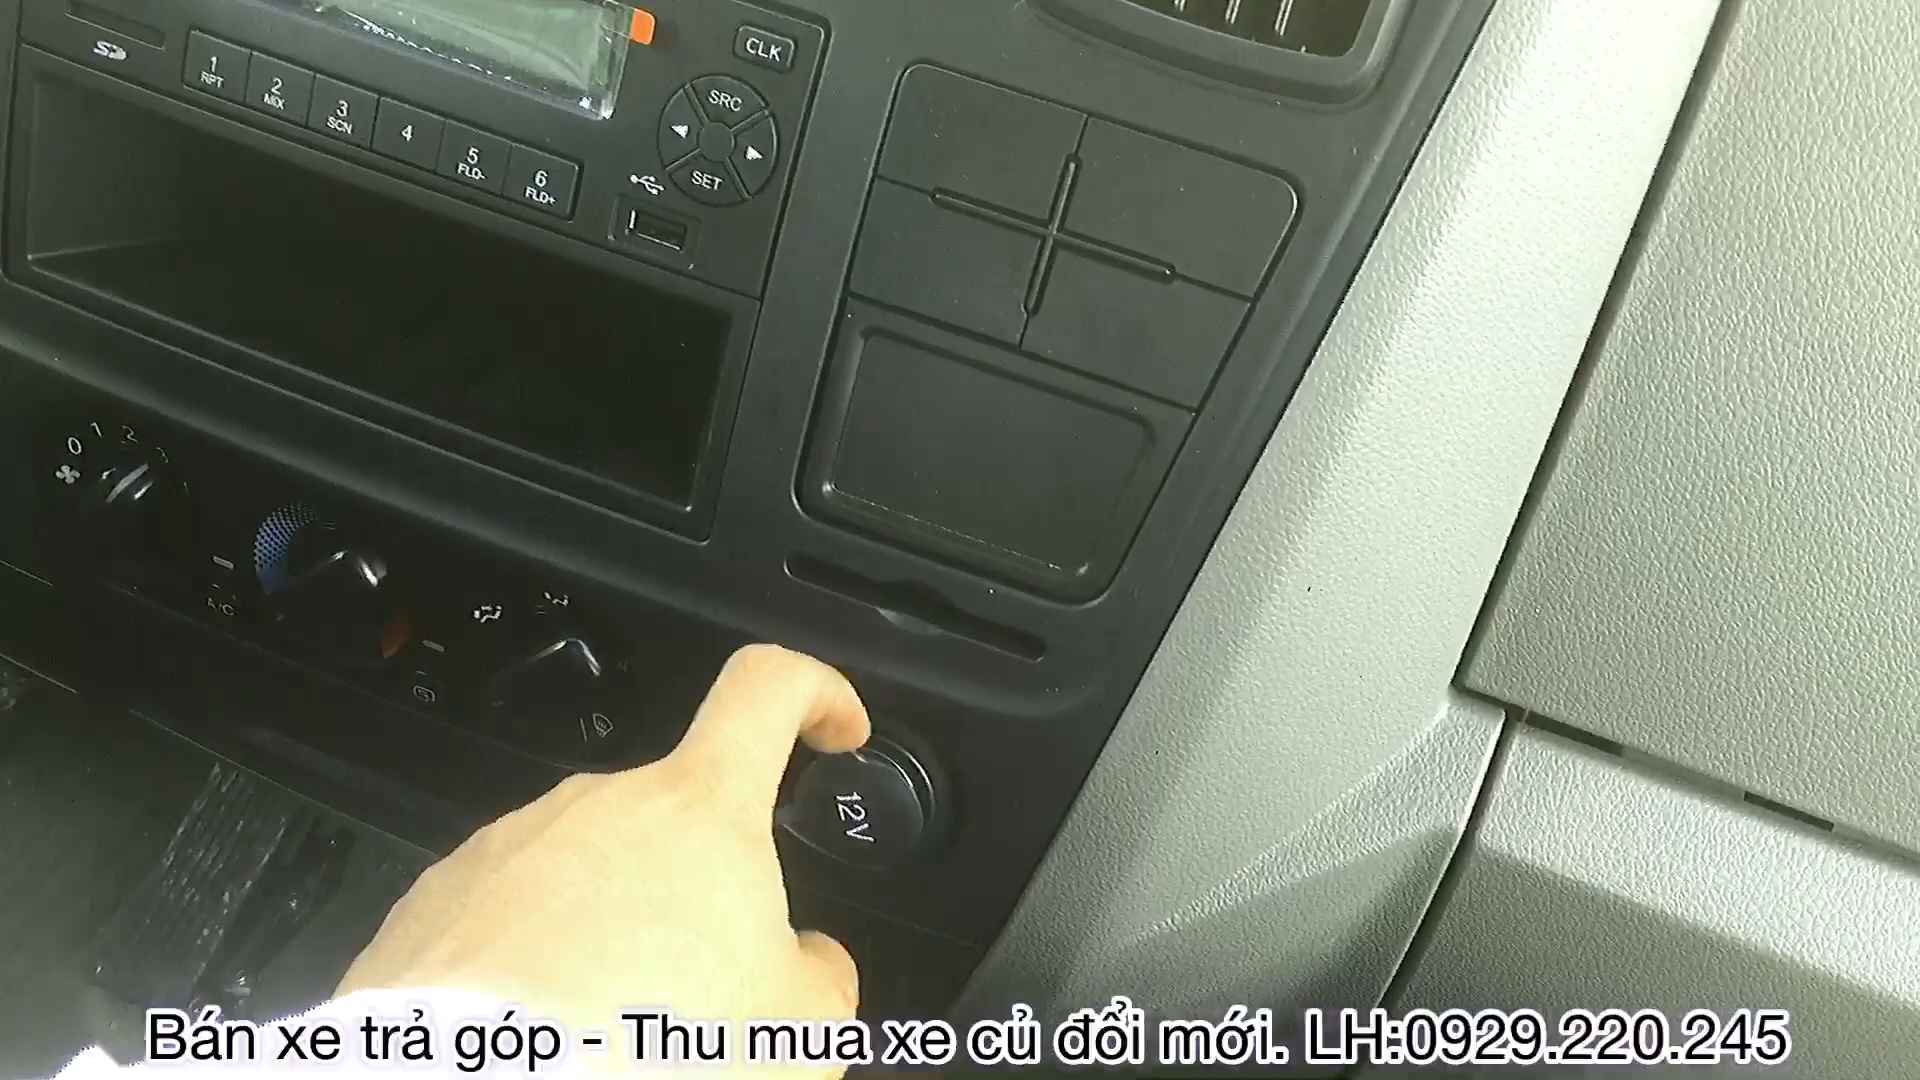 CLK
SRC
SET
1
RPT
2
MIX
3
SCN
4
5
FLD-
6
FLD+
0 1 2 3
A/C
12V
Bán xe trả góp - Thu mua xe củ đổi mới. LH:0929.220.245